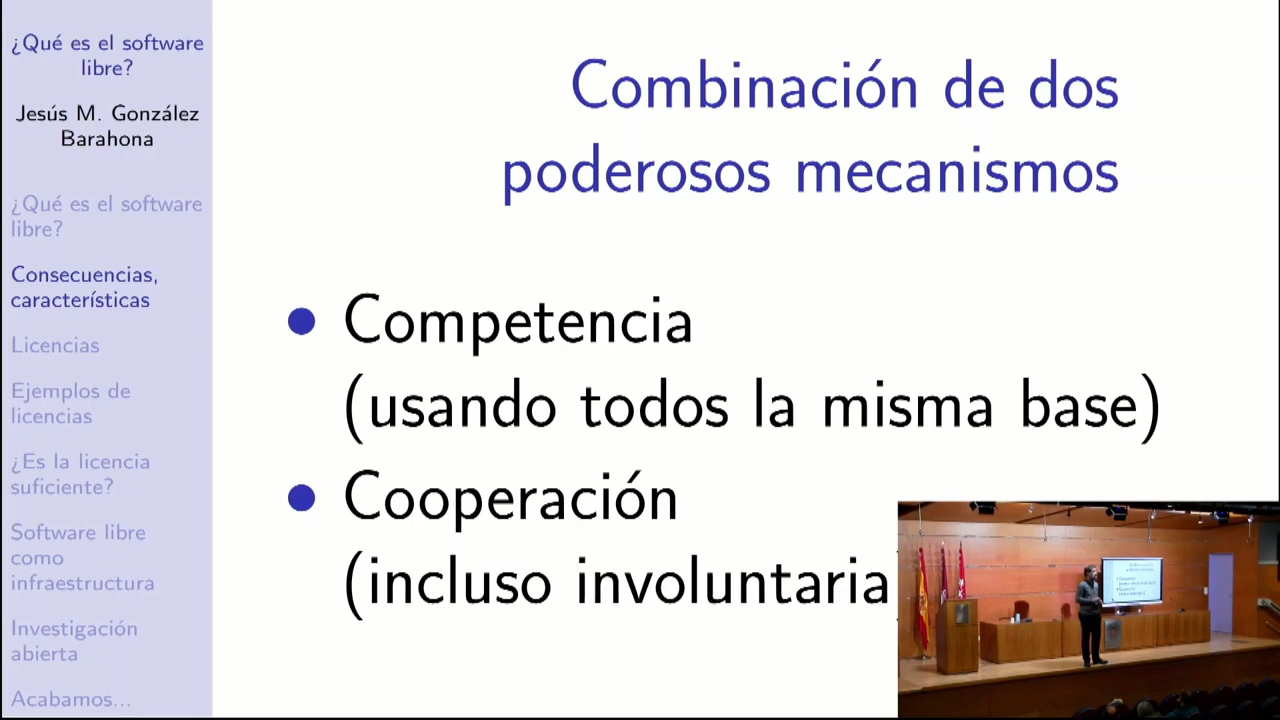 ¿Qué es el software
libre?
Jesús M. González
Barahona
¿Qué es el software
libre?
Consecuencias,
características
Licencias
Ejemplos de
licencias
¿Es la licencia
suficiente?
Software libre
como
infraestructura
Investigación
abierta
Acabamos...
Combinación de dos
poderosos mecanismos
• Competencia
(usando todos la misma base)
• Cooperación
(incluso involuntaria